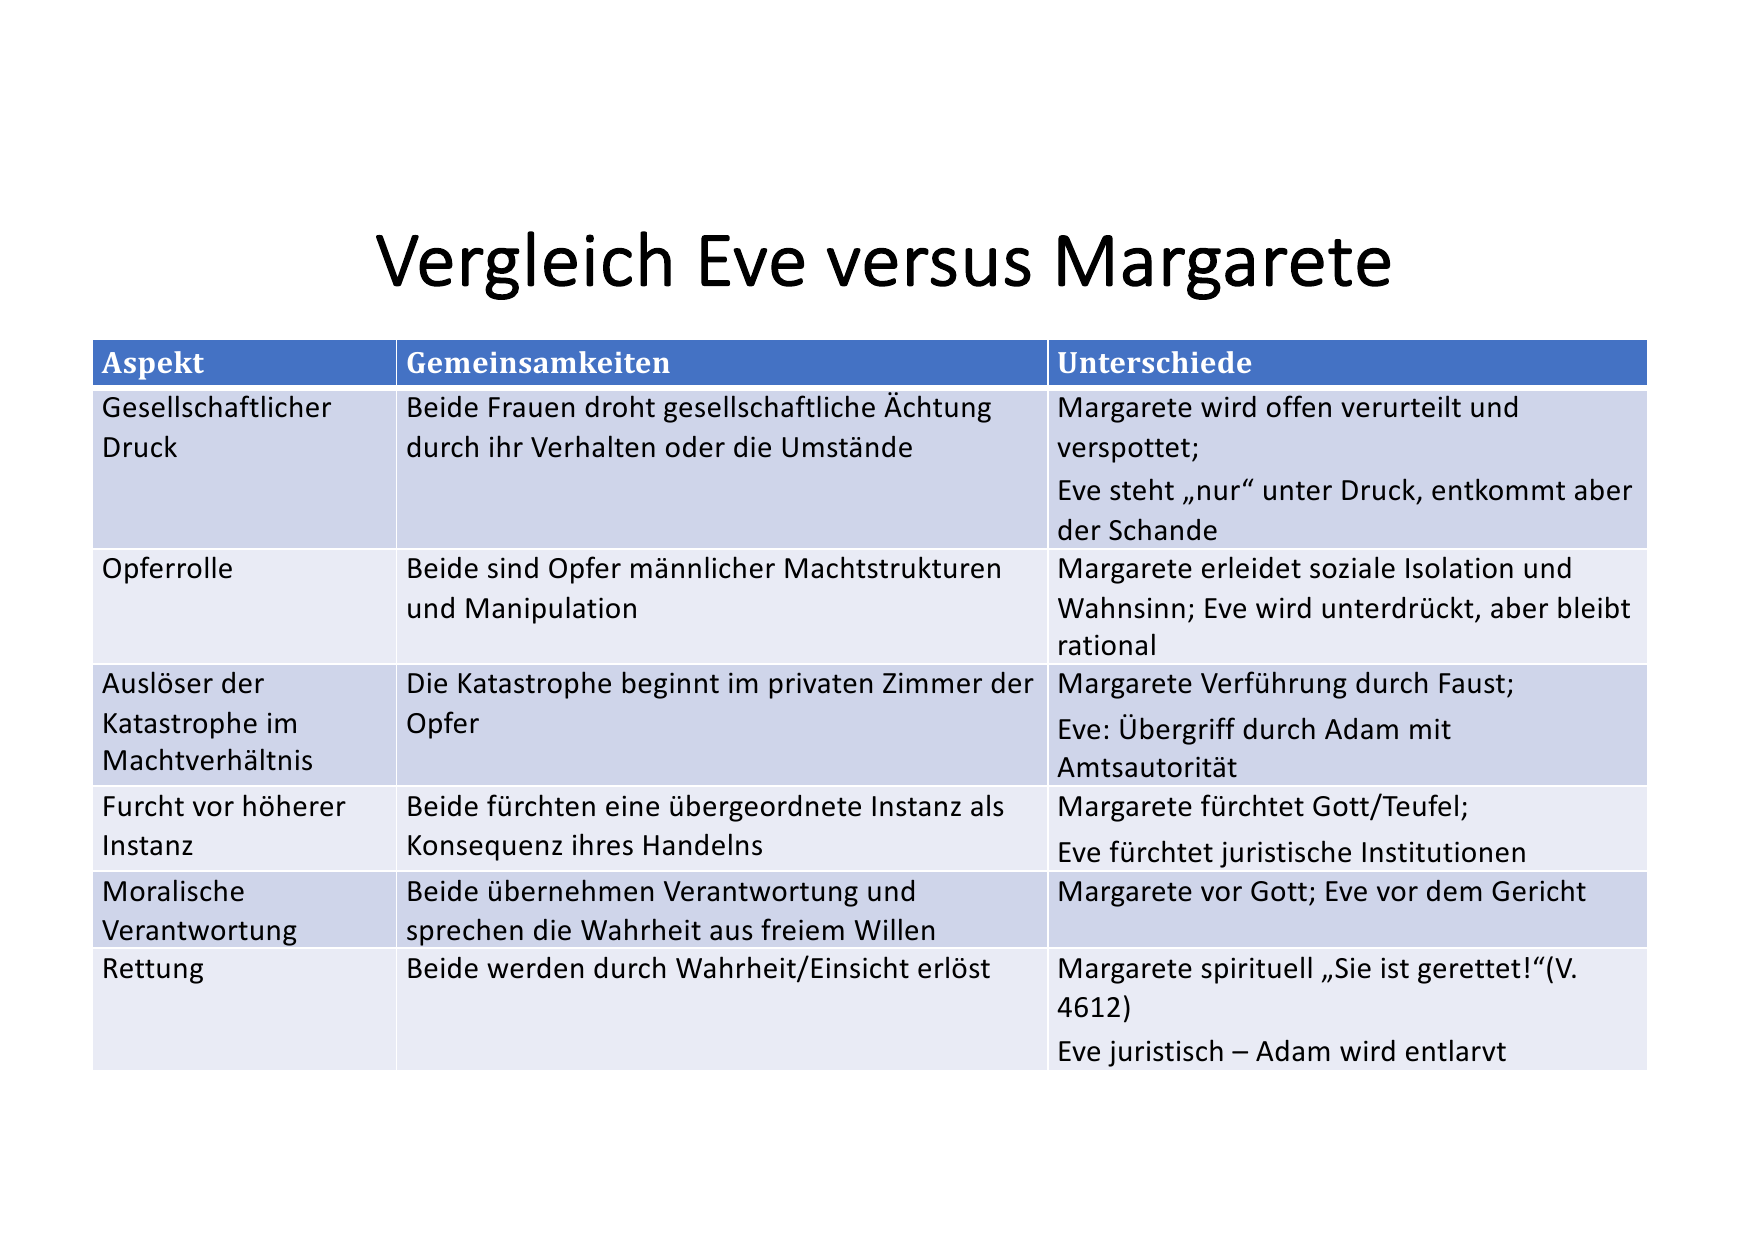 Vergleich Eve versus Margarete
Aspekt
Gemeinsamkeiten
Unterschiede
Gesellschaftlicher
Druck
Beide Frauen droht gesellschaftliche Ächtung
durch ihr Verhalten oder die Umstände
Margarete wird offen verurteilt und
verspottet;
Eve steht „nur“ unter Druck, entkommt aber
der Schande
Opferrolle
Beide sind Opfer männlicher Machtstrukturen
und Manipulation
Margarete erleidet soziale Isolation und
Wahnsinn; Eve wird unterdrückt, aber bleibt
rational
Auslöser der
Katastrophe im
Machtverhältnis
Die Katastrophe beginnt im privaten Zimmer der
Opfer
Margarete Verführung durch Faust;
Eve: Übergriff durch Adam mit
Amtsautorität
Furcht vor höherer
Instanz
Beide fürchten eine übergeordnete Instanz als
Konsequenz ihres Handelns
Margarete fürchtet Gott/Teufel;
Eve fürchtet juristische Institutionen
Moralische
Verantwortung
Beide übernehmen Verantwortung und
sprechen die Wahrheit aus freiem Willen
Margarete vor Gott; Eve vor dem Gericht
Rettung
Beide werden durch Wahrheit/Einsicht erlöst
Margarete spirituell „Sie ist gerettet!“(V.
4612)
Eve juristisch – Adam wird entlarvt